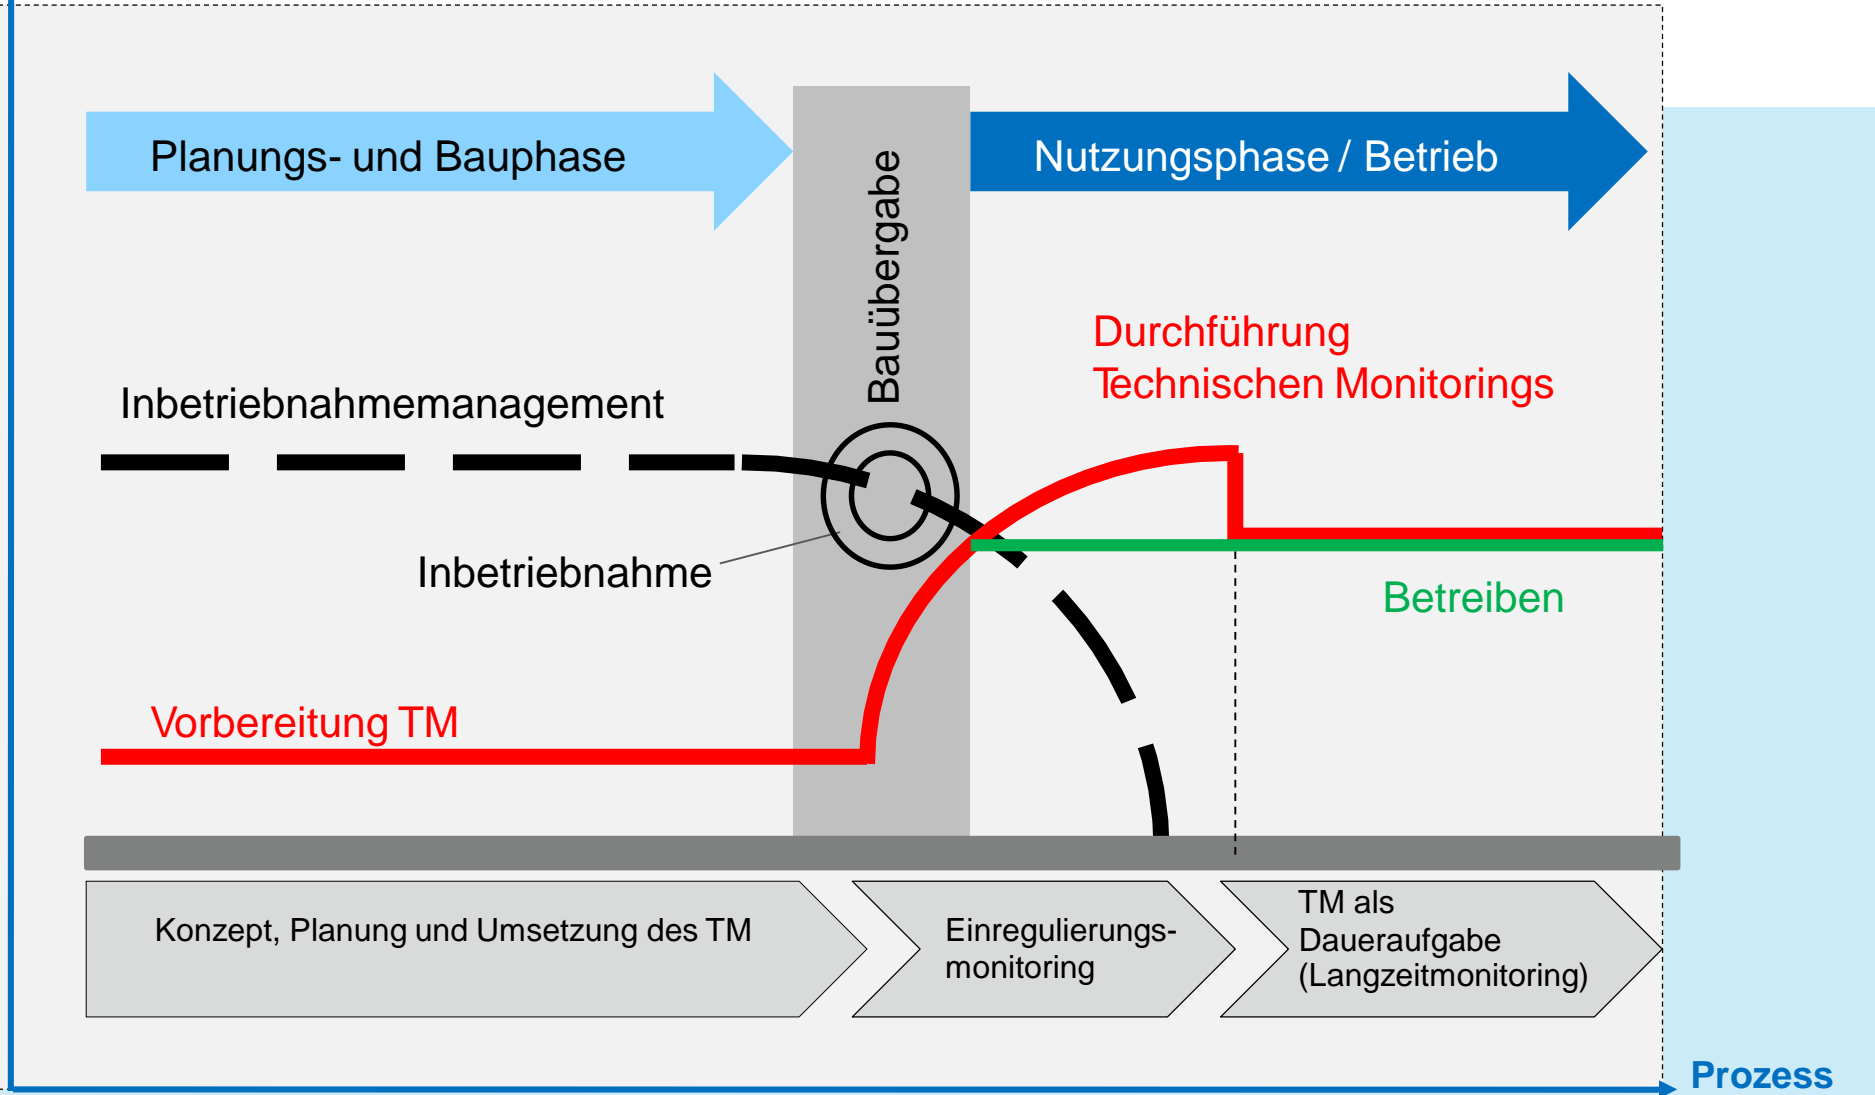 Planungs- und Bauphase
Bauübergabe
Nutzungsphase / Betrieb
Durchführung
Technischen Monitorings
Inbetriebnahmemanagement
Inbetriebnahme
Betreiben
Vorbereitung TM
Konzept, Planung und Umsetzung des TM
Einregulierungs-
monitoring
TM als
Daueraufgabe
(Langzeitmonitoring)
Prozess